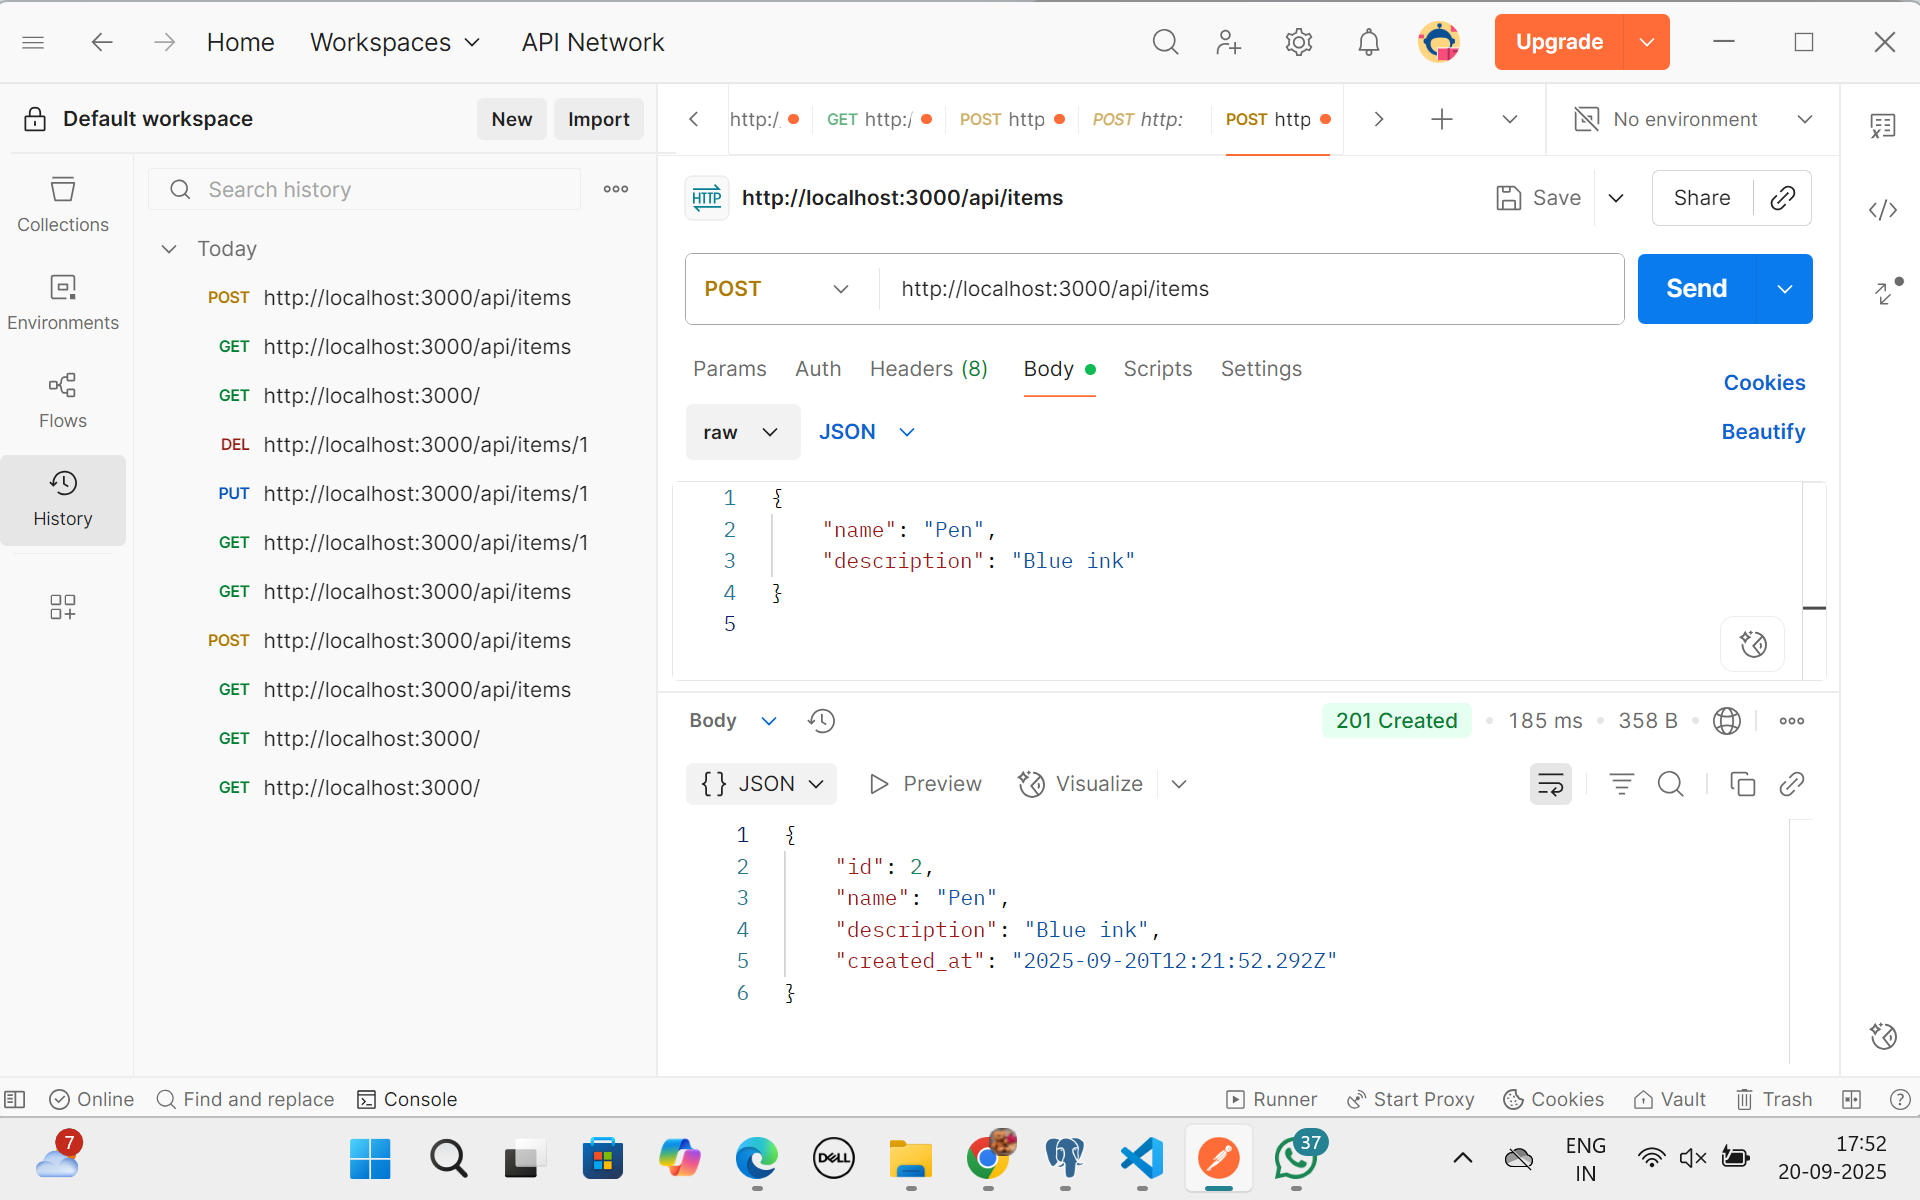 Home Workspaces API Network Upgrade
Default workspace New Import
http:/ GET http:/ POST http POST http: POST http No environment
Collections
Environments
Flows
History
Search history
Today
POST http://localhost:3000/api/items
GET http://localhost:3000/api/items
GET http://localhost:3000/
DEL http://localhost:3000/api/items/1
PUT http://localhost:3000/api/items/1
GET http://localhost:3000/api/items/1
GET http://localhost:3000/api/items
POST http://localhost:3000/api/items
GET http://localhost:3000/api/items
GET http://localhost:3000/
GET http://localhost:3000/
HTTP http://localhost:3000/api/items Save Share
POST http://localhost:3000/api/items Send
Params Auth Headers (8) Body Scripts Settings Cookies
raw JSON Beautify
1 {
2 "name": "Pen",
3 "description": "Blue ink"
4 }
5
Body 201 Created 185 ms 358 B
{} JSON Preview Visualize
1 {
2 "id": 2,
3 "name": "Pen",
4 "description": "Blue ink",
5 "created_at": "2025-09-20T12:21:52.292Z"
6 }
Online Find and replace Console Runner Start Proxy Cookies Vault Trash
7 DELL 37 ENG 17:52
IN 20-09-2025